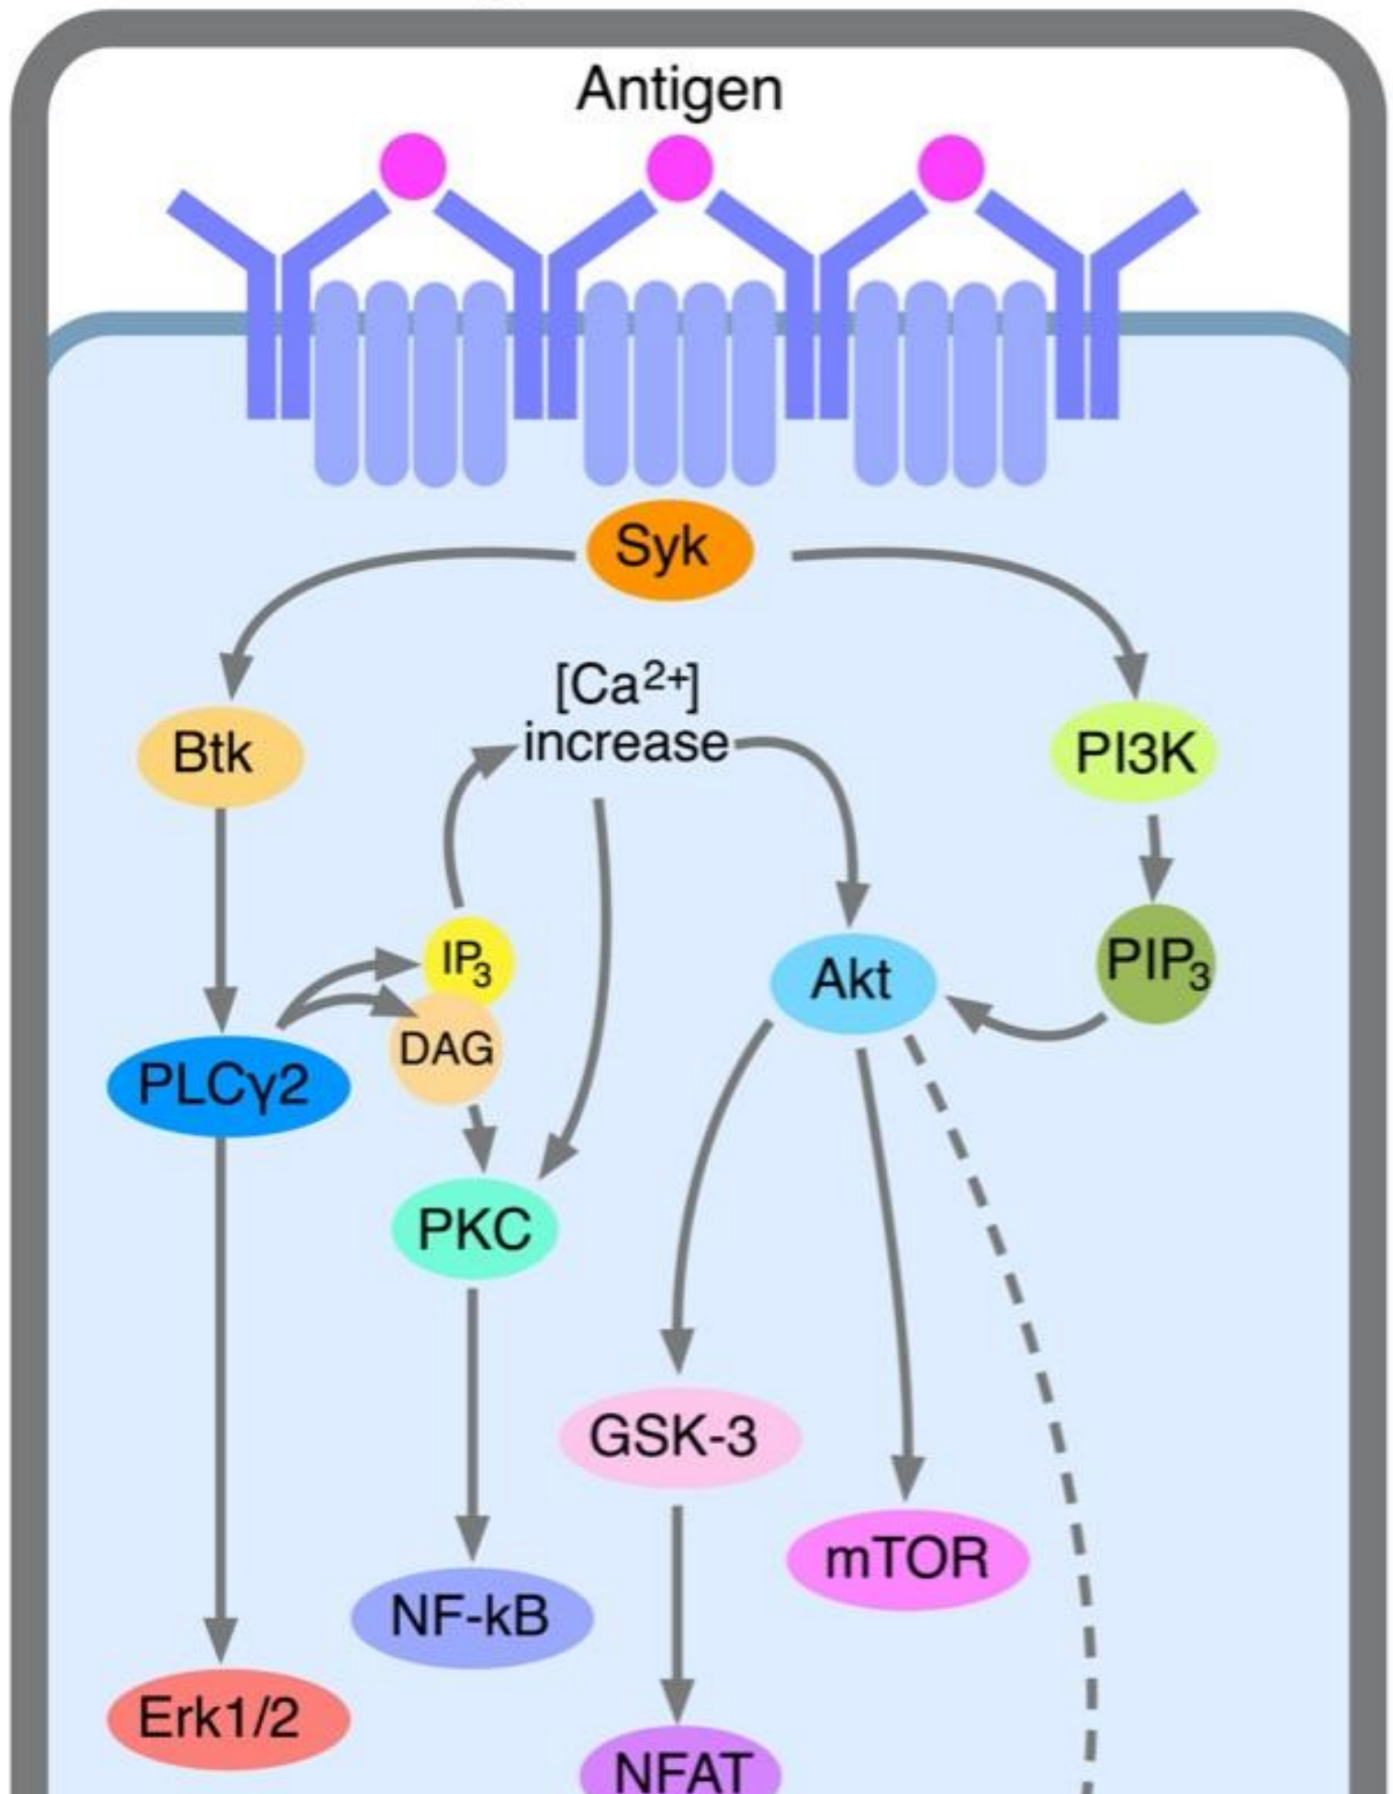 Antigen
Syk
[Ca²⁺]
increase
Btk
PI3K
IP₃
Akt
PIP₃
DAG
PLCγ2
PKC
GSK-3
mTOR
NF-kB
Erk1/2
NFAT